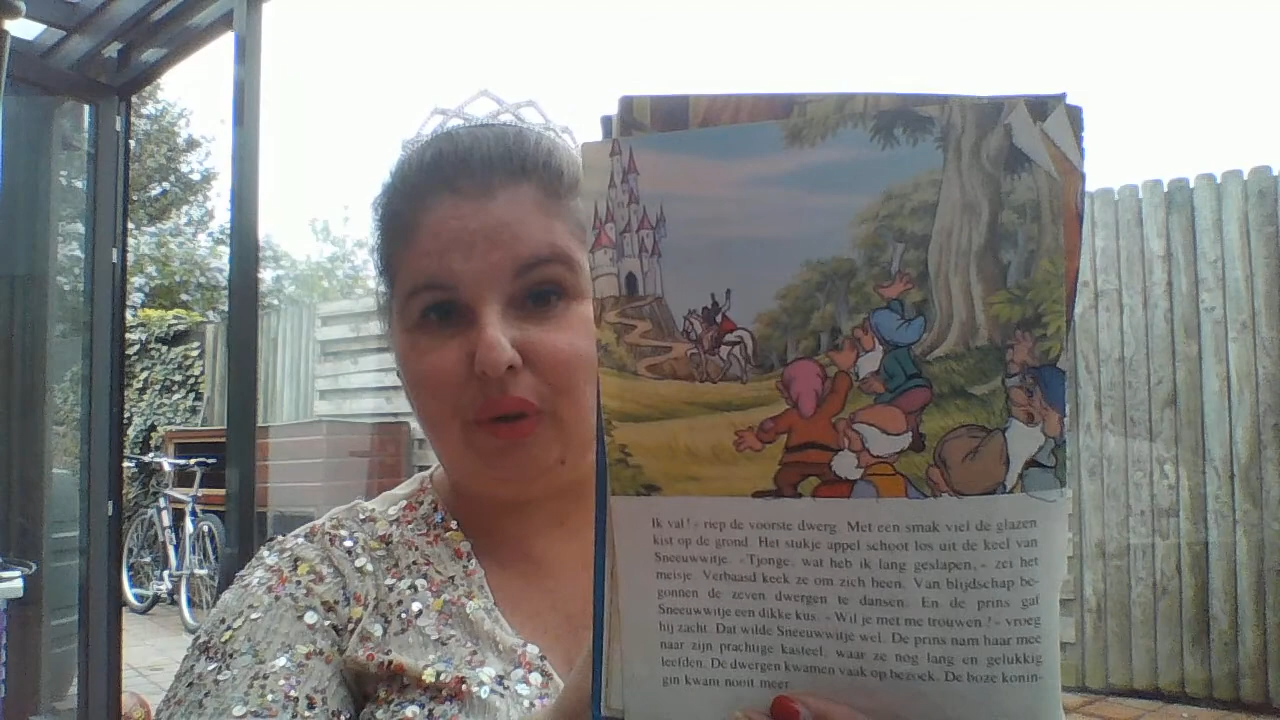 Ik val!» riep de voorste dwerg. Met een smak viel de glazen
kist op de grond. Het stukje appel schoot los uit de keel van
Sneeuwwitje. «Tjonge, wat heb ik lang geslapen,» zei het
meisje. Verbaasd keek ze om zich heen. Van blijdschap be-
gonnen de zeven dwergen te dansen. En de prins gaf
Sneeuwwitje een dikke kus. «Wil je met me trouwen?» vroeg
hij zacht. Dat wilde Sneeuwwitje wel. De prins nam haar mee
naar zijn prachtige kasteel, waar ze nog lang en gelukkig
leefden. De dwergen kwamen vaak op bezoek. De boze konin-
gin kwam nooit meer.